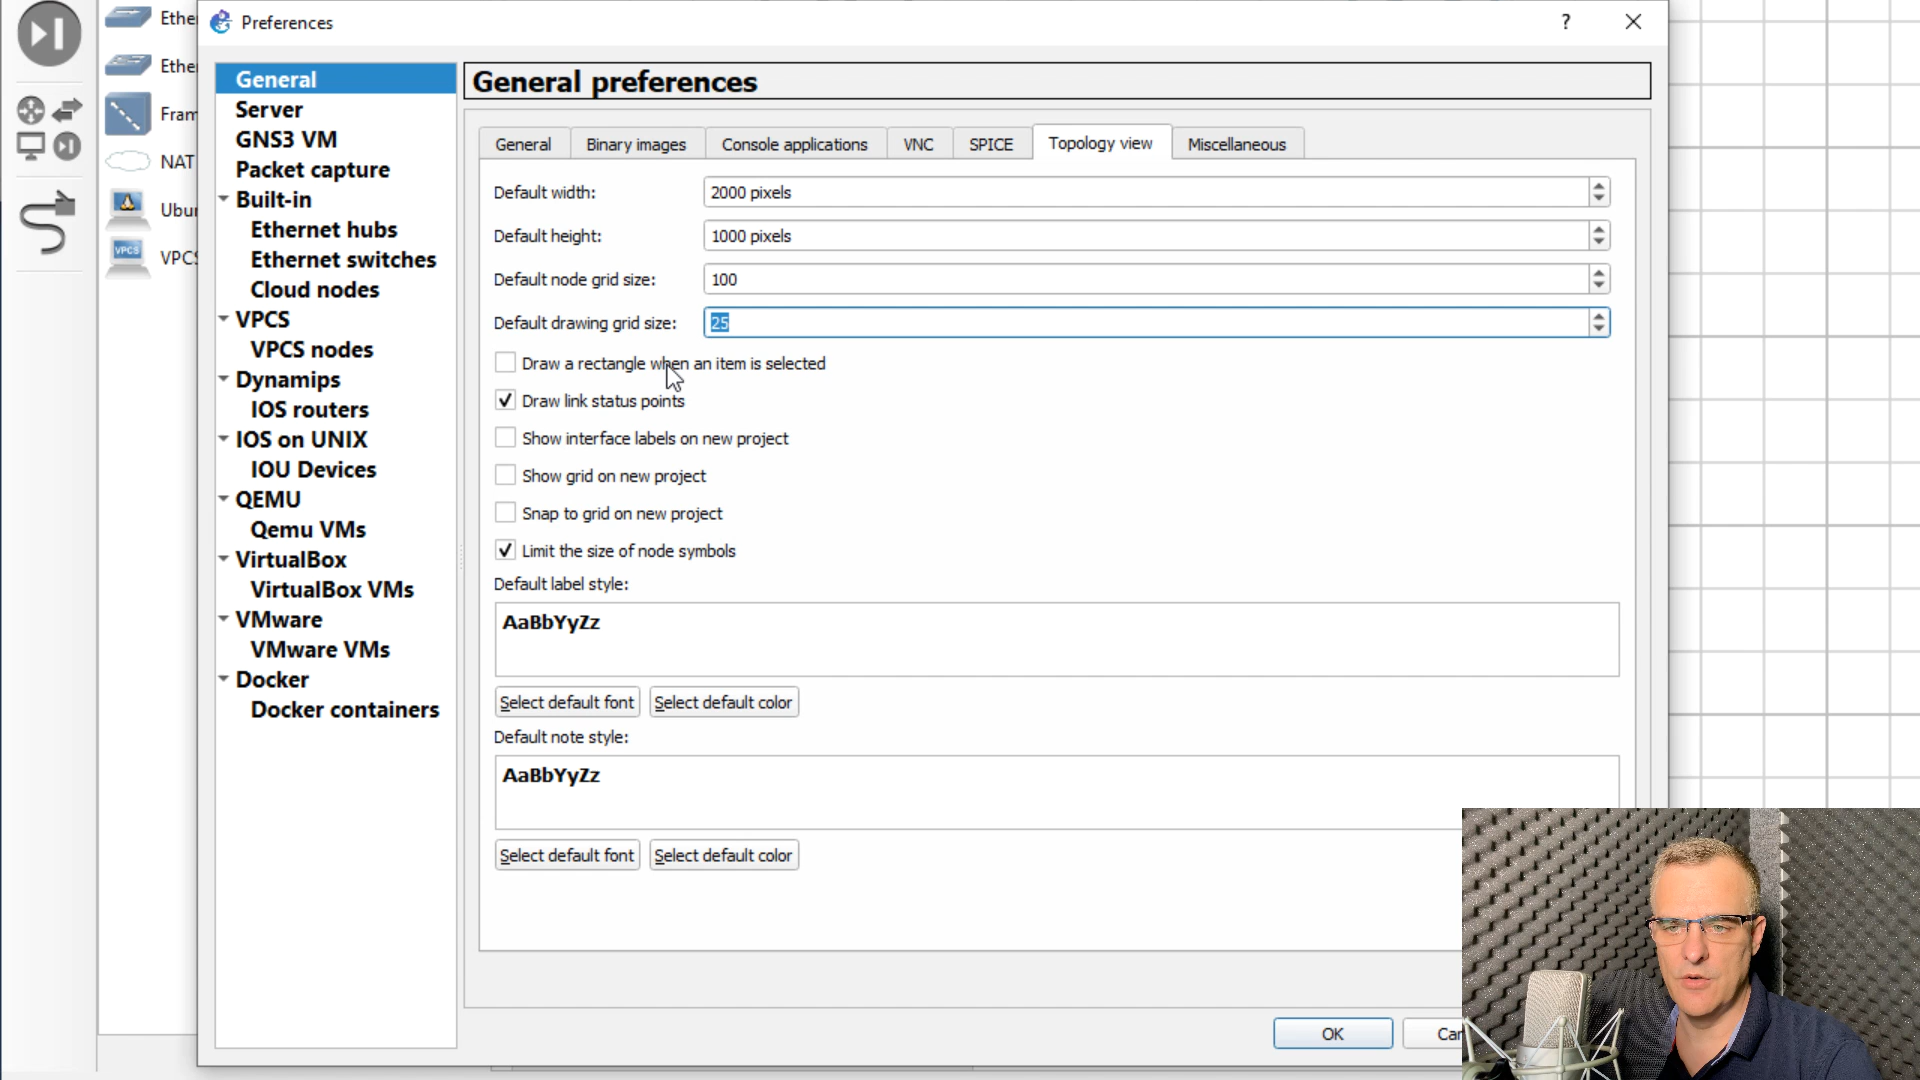 Preferences
?
Ether
Ether
Fram
NAT
Ubun
VPCS
VPCS
General
Server
GNS3 VM
Packet capture
Built-in
Ethernet hubs
Ethernet switches
Cloud nodes
VPCS
VPCS nodes
Dynamips
IOS routers
IOS on UNIX
IOU Devices
QEMU
Qemu VMs
VirtualBox
VirtualBox VMs
VMware
VMware VMs
Docker
Docker containers
General preferences
General Binary images Console applications VNC SPICE Topology view Miscellaneous
Default width: 2000 pixels
Default height: 1000 pixels
Default node grid size: 100
Default drawing grid size: 25
Draw a rectangle when an item is selected
Draw link status points
Show interface labels on new project
Show grid on new project
Snap to grid on new project
Limit the size of node symbols
Default label style:
AaBbYyZz
Select default font Select default color
Default note style:
AaBbYyZz
Select default font Select default color
OK Can